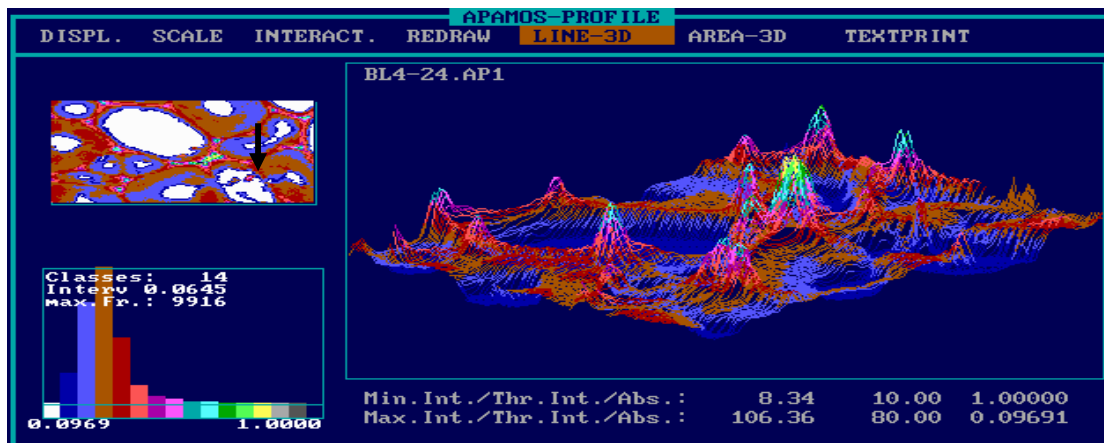 APAMOS-PROFILE
DISPL. SCALE INTERACT. REDRAW LINE-3D AREA-3D TEXTPRINT
BL4-24.AP1
Classes: 14
Interv 0.0645
max.Fr.: 9916
0.0969 1.0000
Min.Int./Thr.Int./Abs.: 8.34 10.00 1.00000
Max.Int./Thr.Int./Abs.: 106.36 80.00 0.09691